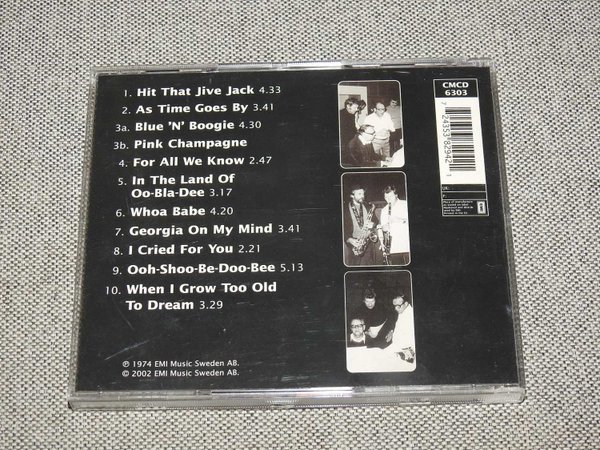 1. Hit That Jive Jack 4.33
2. As Time Goes By 3.41
3a. Blue 'N' Boogie 4.30
3b. Pink Champagne
4. For All We Know 2.47
5. In The Land Of
Oo-Bla-Dee 3.17
6. Whoa Babe 4.20
7. Georgia On My Mind 3.41
8. I Cried For You 2.21
9. Ooh-Shoo-Be-Doo-Bee 5.13
10. When I Grow Too Old
To Dream 3.29
℗ 1974 EMI Music Sweden AB.
© 2002 EMI Music Sweden AB.
CMCD
6303
7 24353 82942 1